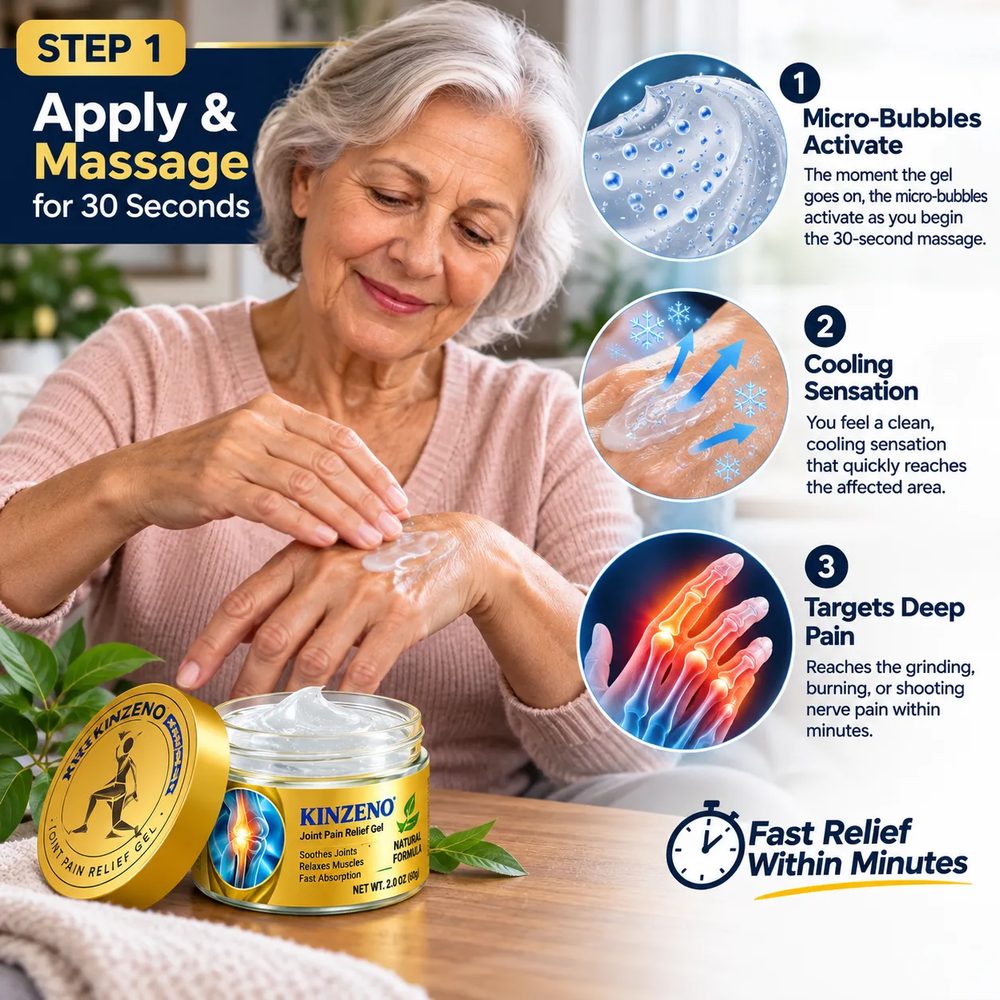 STEP 1
Apply &
Massage
for 30 Seconds
1
Micro-Bubbles
Activate
The moment the gel
goes on, the micro-bubbles
activate as you begin
the 30-second massage.
2
Cooling
Sensation
You feel a clean,
cooling sensation
that quickly reaches
the affected area.
3
Targets Deep
Pain
Reaches the grinding,
burning, or shooting
nerve pain within
minutes.
KINZENO
JOINT PAIN RELIEF GEL
KINZENO®
Joint Pain Relief Gel
Soothes Joints
Relaxes Muscles
Fast Absorption
NATURAL
FORMULA
NET WT. 2.0 OZ (60g)
Fast Relief
Within Minutes